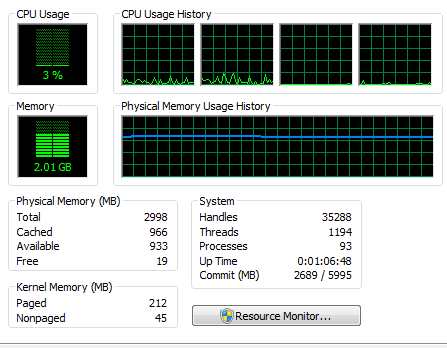 CPU Usage
CPU Usage History
3 %
Memory
Physical Memory Usage History
2.01 GB
Physical Memory (MB)
Total 2998
Cached 966
Available 933
Free 19
Kernel Memory (MB)
Paged 212
Nonpaged 45
System
Handles 35288
Threads 1194
Processes 93
Up Time 0:01:06:48
Commit (MB) 2689 / 5995
Resource Monitor...